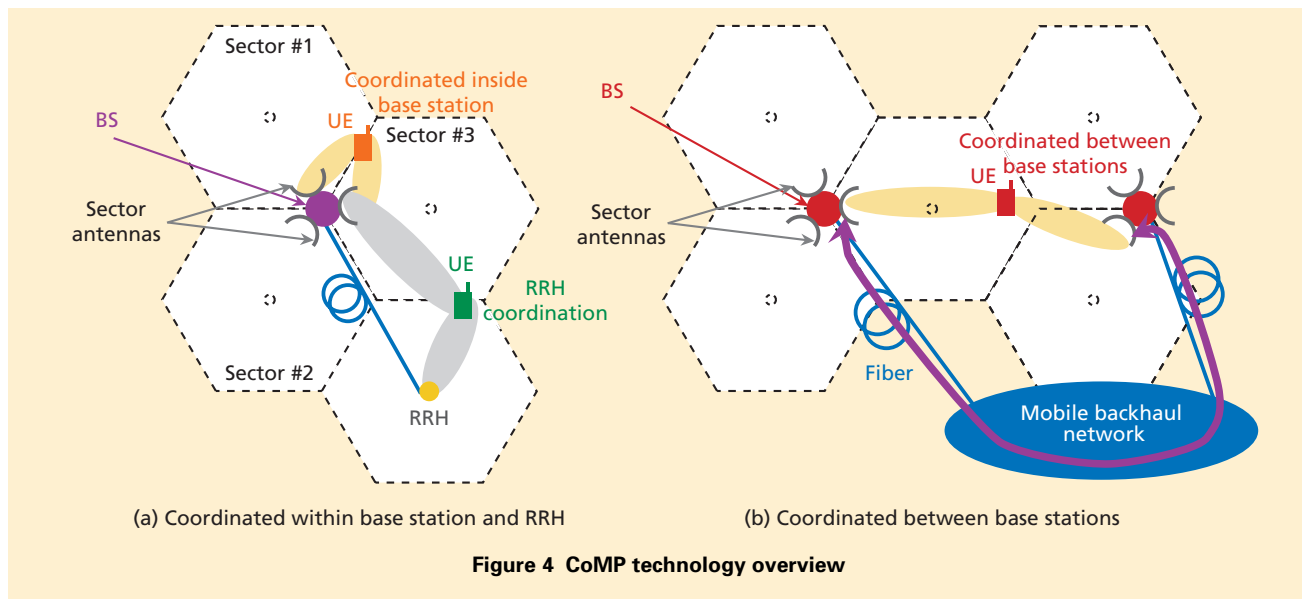 Sector #1
Coordinated inside
base station
BS
UE
Sector #3
Sector
antennas
UE
RRH
coordination
Sector #2
RRH
(a) Coordinated within base station and RRH
BS
Coordinated between
base stations
UE
Sector
antennas
Fiber
Mobile backhaul
network
(b) Coordinated between base stations
Figure 4 CoMP technology overview